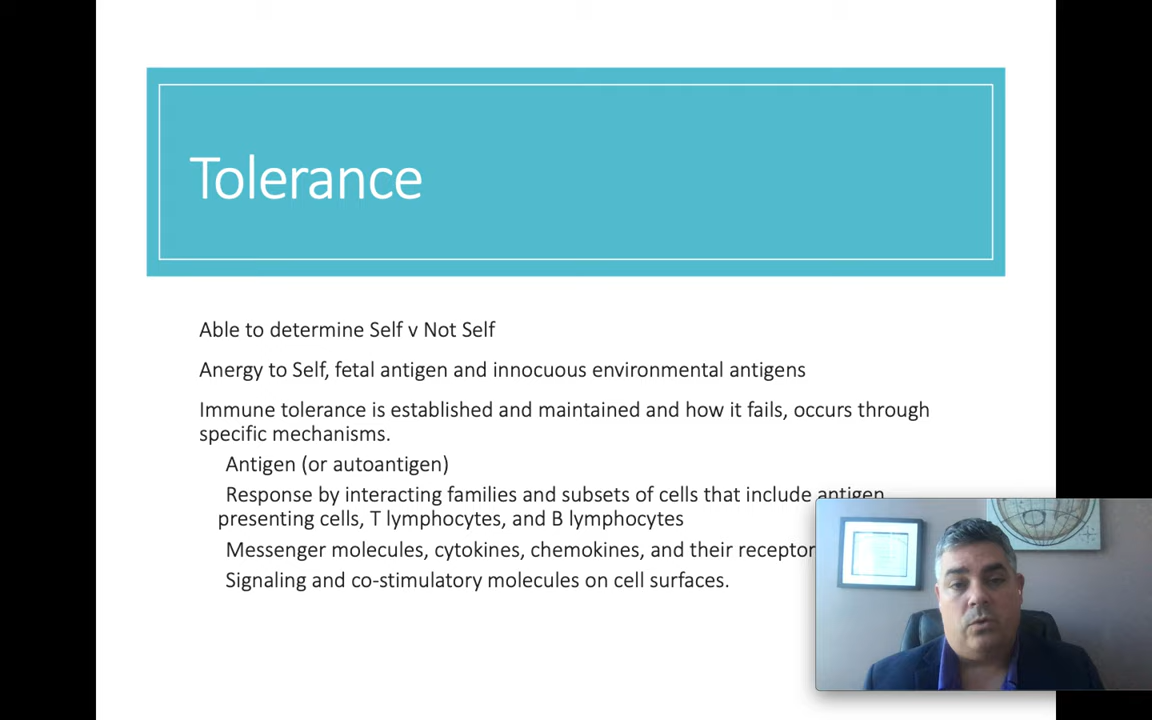 Tolerance
Able to determine Self v Not Self
Anergy to Self, fetal antigen and innocuous environmental antigens
Immune tolerance is established and maintained and how it fails, occurs through
specific mechanisms.
Antigen (or autoantigen)
Response by interacting families and subsets of cells that include antigen
presenting cells, T lymphocytes, and B lymphocytes
Messenger molecules, cytokines, chemokines, and their receptor
Signaling and co-stimulatory molecules on cell surfaces.